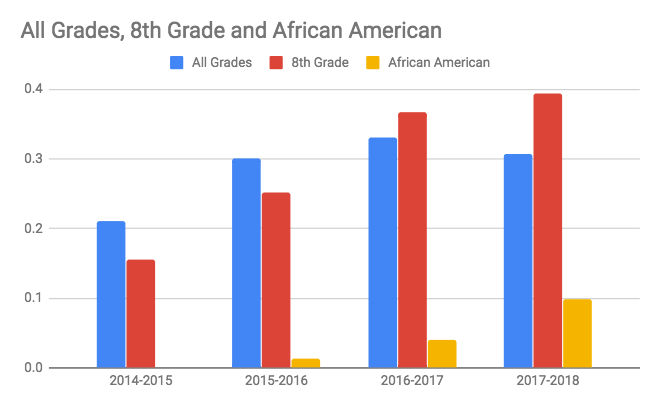 All Grades, 8th Grade and African American
All Grades 8th Grade African American
0.4
0.3
0.2
0.1
0.0
2014-2015 2015-2016 2016-2017 2017-2018